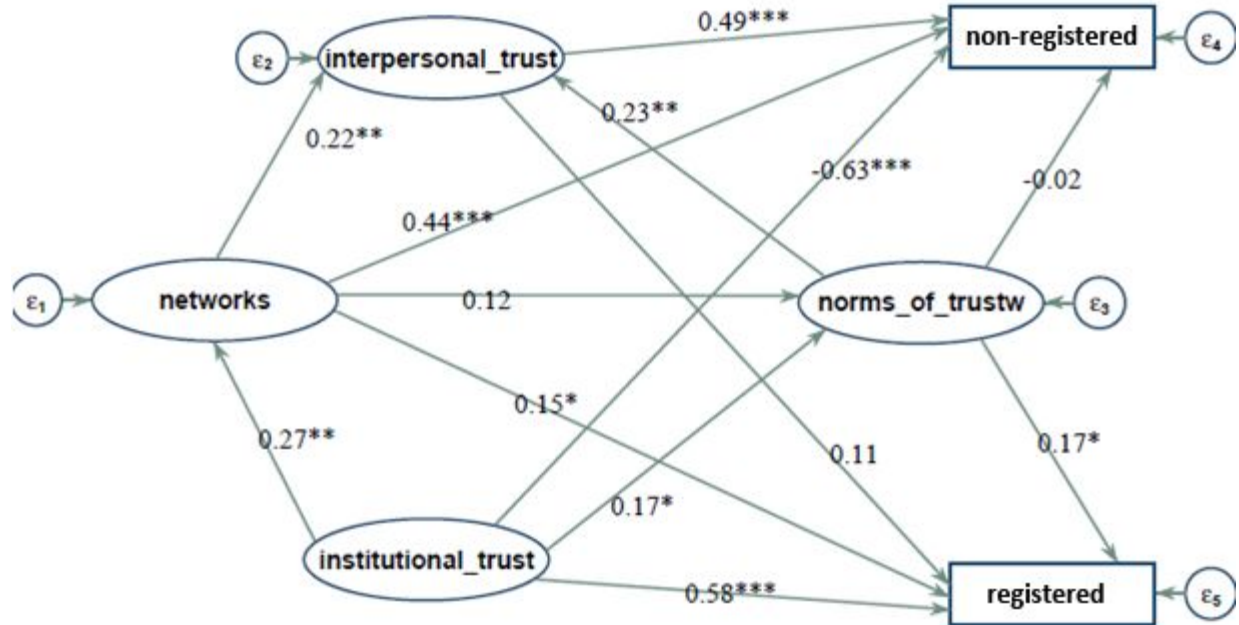 0.49***
non-registered
ε4
ε2
interpersonal_trust
0.23**
0.22**
-0.63***
-0.02
0.44***
ε1
networks
0.12
norms_of_trustw
ε3
0.15*
0.27**
0.11
0.17*
0.17*
institutional_trust
0.58***
registered
ε5